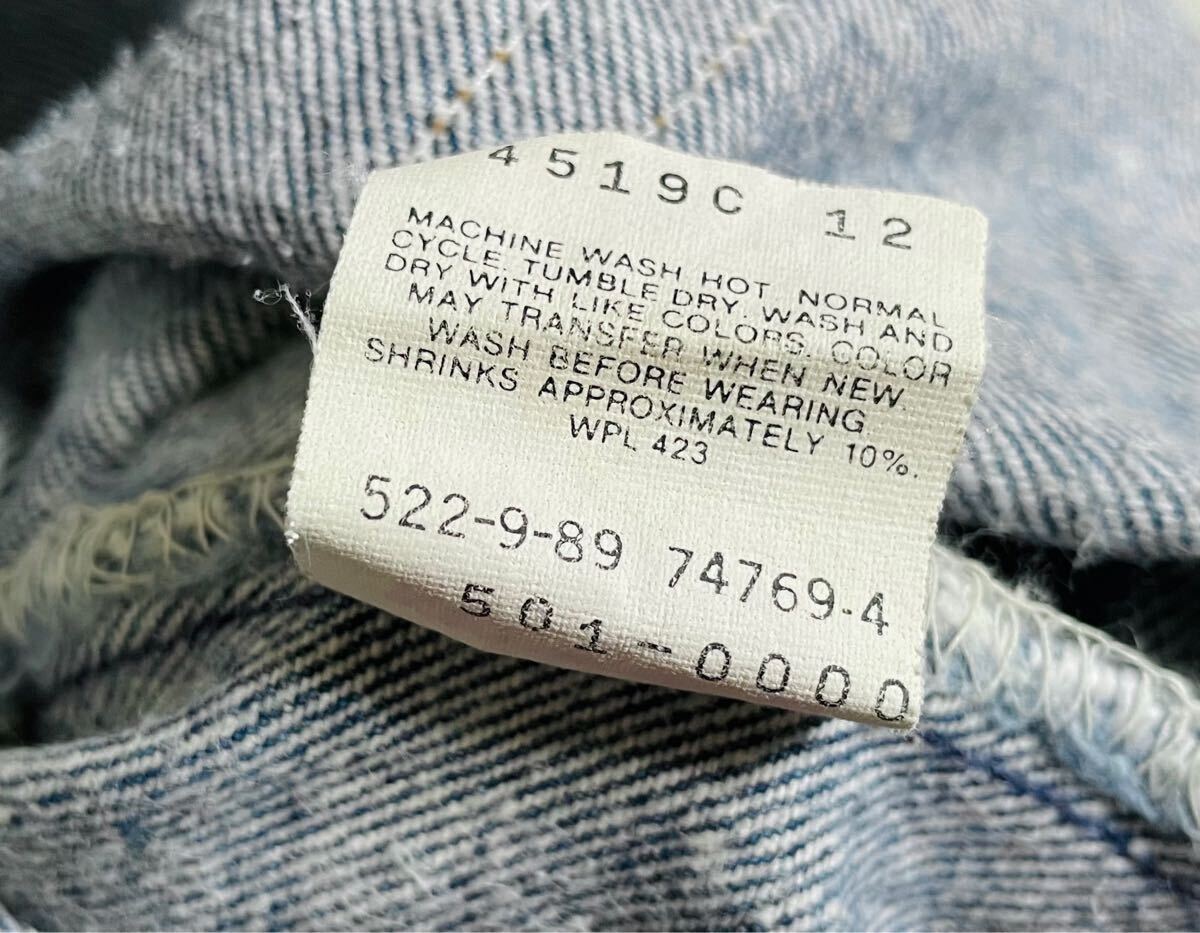 4519C 12
MACHINE WASH HOT, NORMAL
CYCLE. TUMBLE DRY. WASH AND
DRY WITH LIKE COLORS. COLOR
MAY TRANSFER WHEN NEW.
WASH BEFORE WEARING
SHRINKS APPROXIMATELY 10%.
WPL 423
522-9-89 74769-4
501-0000